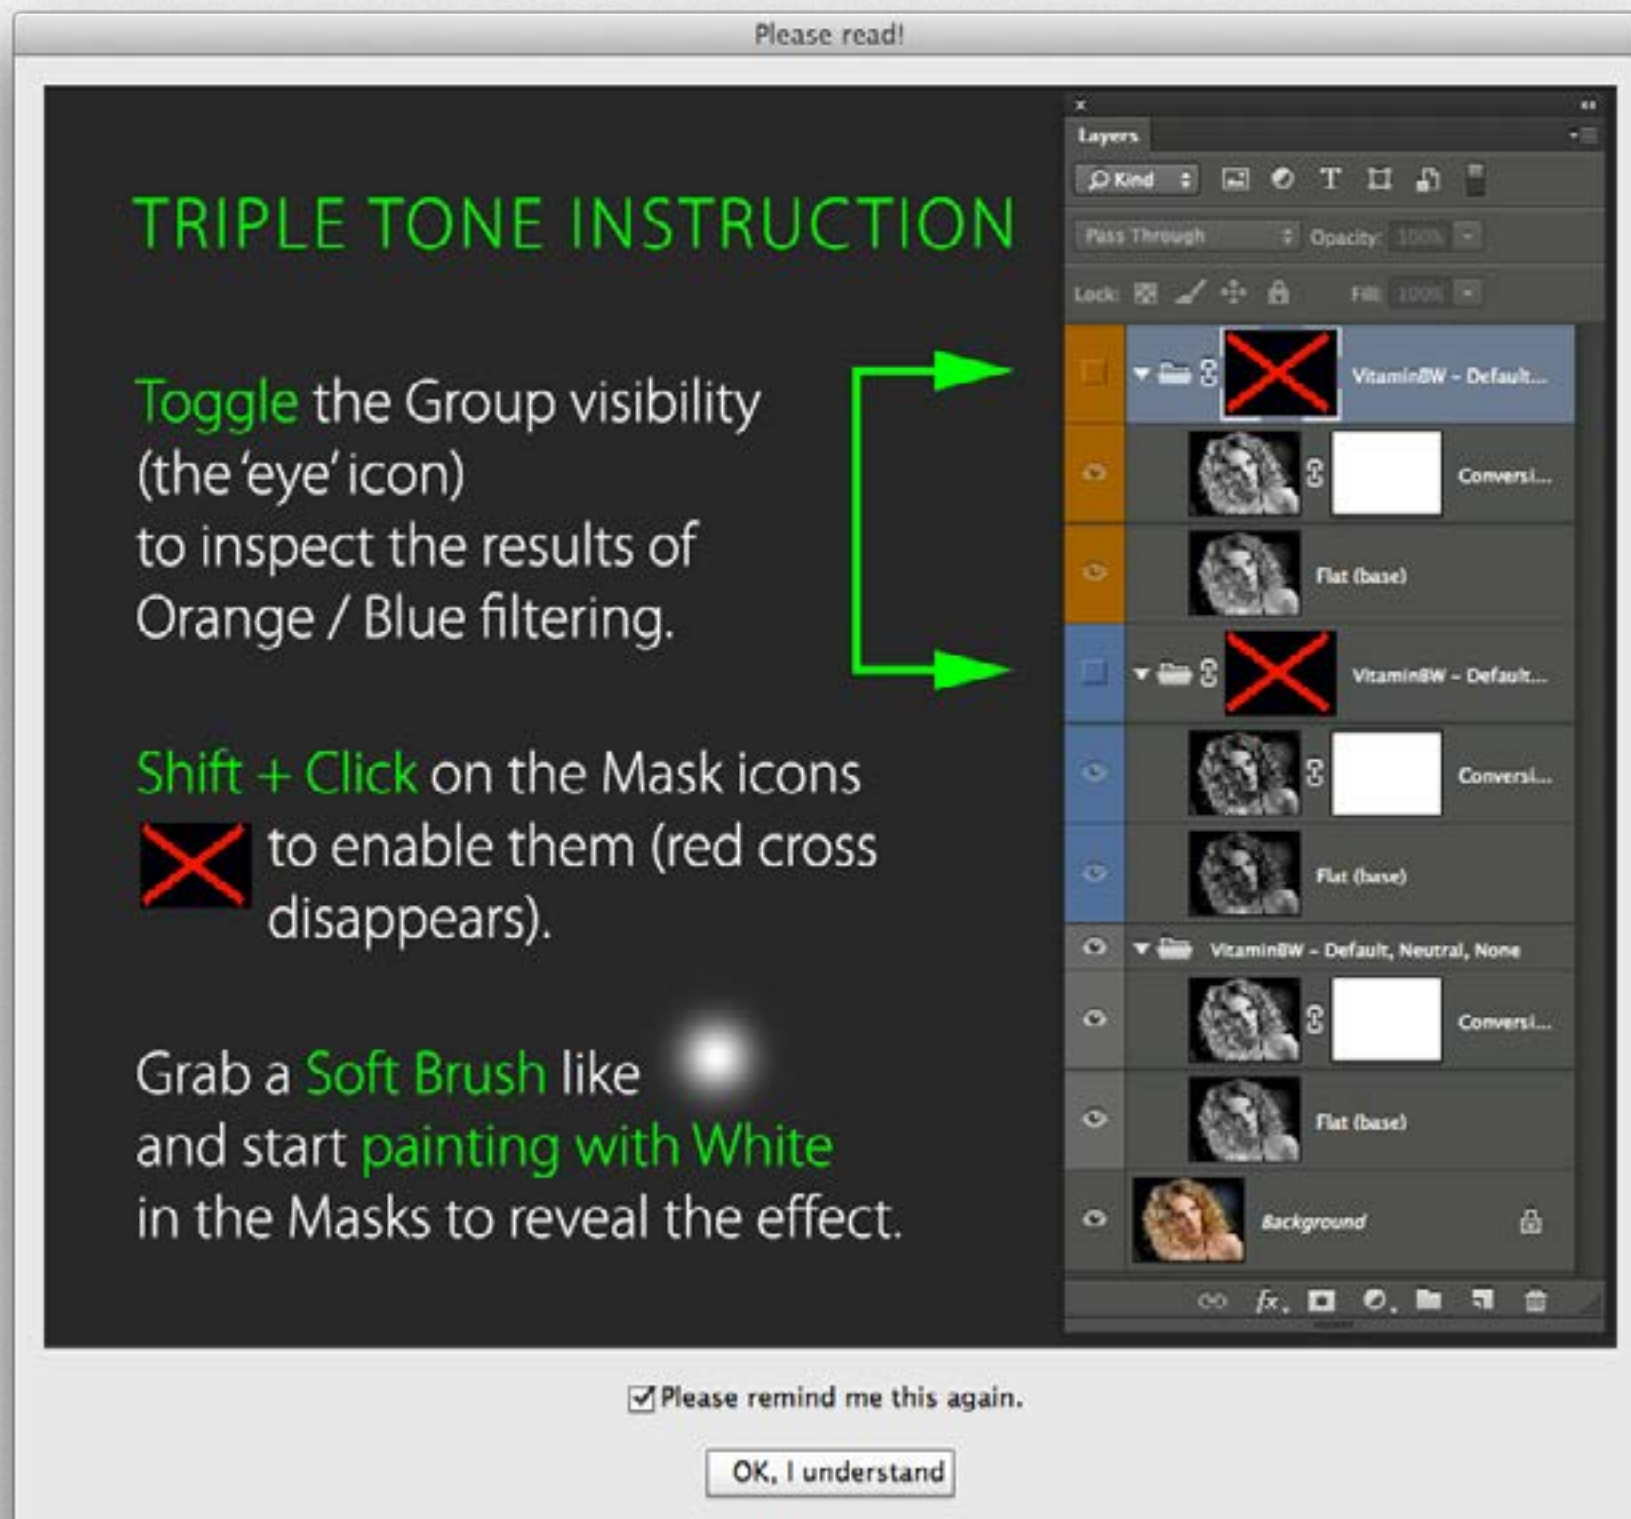 Please read!
TRIPLE TONE INSTRUCTION
Toggle the Group visibility
(the 'eye' icon)
to inspect the results of
Orange / Blue filtering.
Shift + Click on the Mask icons
to enable them (red cross
disappears).
Grab a Soft Brush like
and start painting with White
in the Masks to reveal the effect.
Layers
Kind
Pass Through Opacity: 100%
Lock: Fill: 100%
VitaminBW - Default...
Conversi...
Flat (base)
VitaminBW - Default...
Conversi...
Flat (base)
VitaminBW - Default, Neutral, None
Conversi...
Flat (base)
Background
fx.
Please remind me this again.
OK, I understand